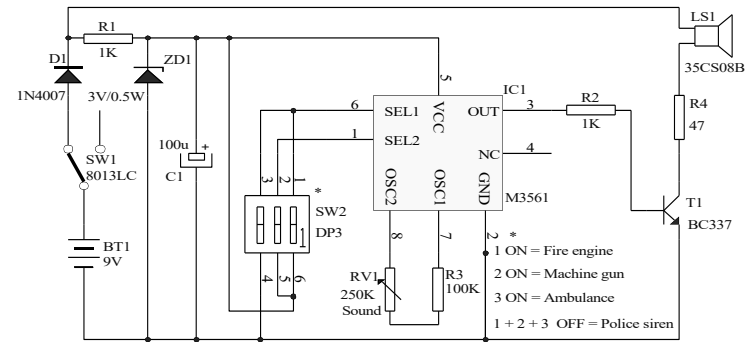 R1
1K
D1
1N4007
ZD1
3V/0.5W
SW1
8013LC
BT1
9V
100u
+
C1
6
SEL1
1
SEL2
VCC
5
IC1
OUT
3
NC
4
OSC2
OSC1
GND
M3561
8
7
2
*
3
2
1
*
SW2
DP3
1
4
5
6
RV1
250K
Sound
R3
100K
R2
1K
LS1
35CS08B
R4
47
T1
BC337
1 ON = Fire engine
2 ON = Machine gun
3 ON = Ambulance
1 + 2 + 3 OFF = Police siren